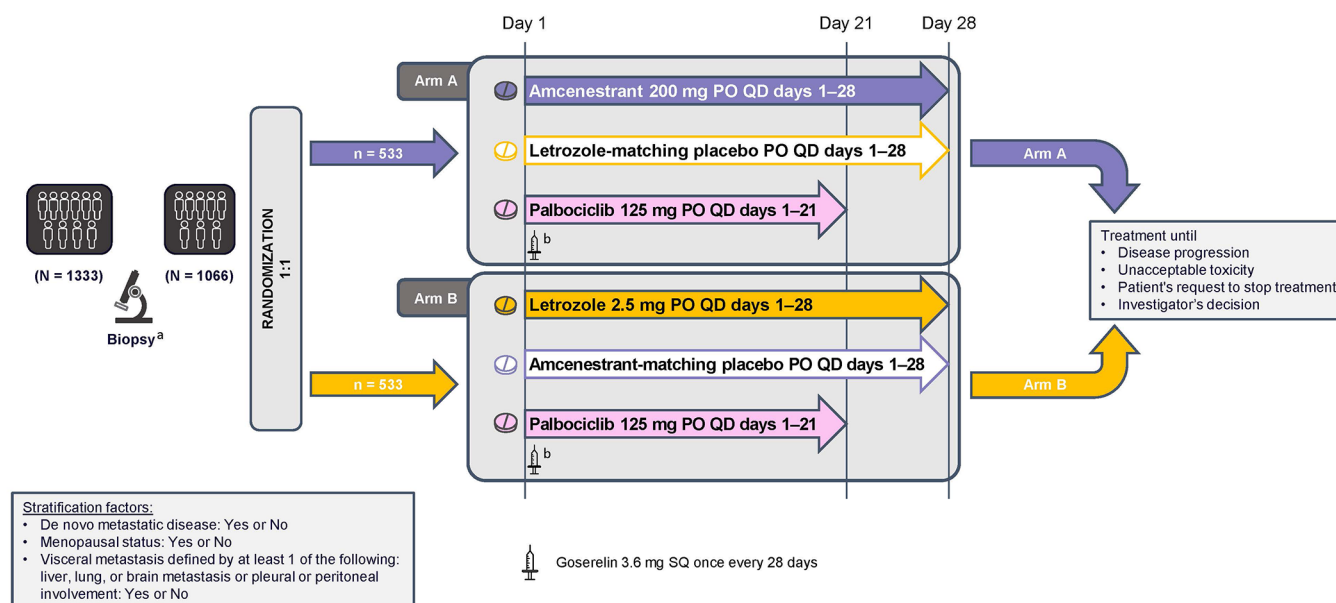 Day 1
Day 21
Day 28
Arm A
Amcenestrant 200 mg PO QD days 1–28
n = 533
Letrozole-matching placebo PO QD days 1–28
Arm A
Palbociclib 125 mg PO QD days 1–21
b
(N = 1333)
(N = 1066)
Biopsy a
RANDOMIZATION
1:1
Treatment until
• Disease progression
• Unacceptable toxicity
• Patient's request to stop treatment
• Investigator's decision
Arm B
Letrozole 2.5 mg PO QD days 1–28
n = 533
Amcenestrant-matching placebo PO QD days 1–28
Arm B
Palbociclib 125 mg PO QD days 1–21
b
Stratification factors:
• De novo metastatic disease: Yes or No
• Menopausal status: Yes or No
• Visceral metastasis defined by at least 1 of the following:
liver, lung, or brain metastasis or pleural or peritoneal
involvement: Yes or No
Goserelin 3.6 mg SQ once every 28 days